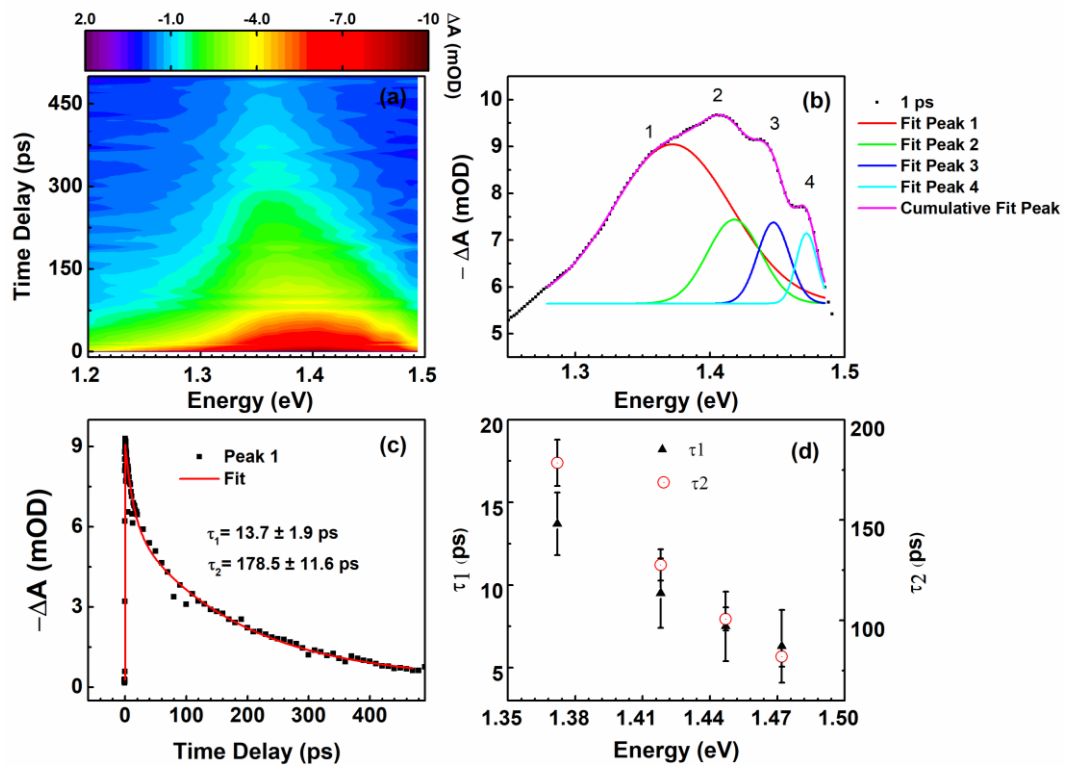 2.0 -1.0 -4.0 -7.0 -10
ΔA (mOD)
(a)
450
300
150
0
Time Delay (ps)
1.2 1.3 1.4 1.5
Energy (eV)
(b)
10
9
8
7
6
5
− ΔA (mOD)
1
2
3
4
1.3 1.4 1.5
Energy (eV)
1 ps
Fit Peak 1
Fit Peak 2
Fit Peak 3
Fit Peak 4
Cumulative Fit Peak
(c)
9
6
3
0
−ΔA (mOD)
Peak 1
Fit
τ1= 13.7 ± 1.9 ps
τ2= 178.5 ± 11.6 ps
0 100 200 300 400
Time Delay (ps)
(d)
20
15
10
5
τ1 (ps)
τ1
τ2
200
150
100
τ2 (ps)
1.35 1.38 1.41 1.44 1.47 1.50
Energy (eV)